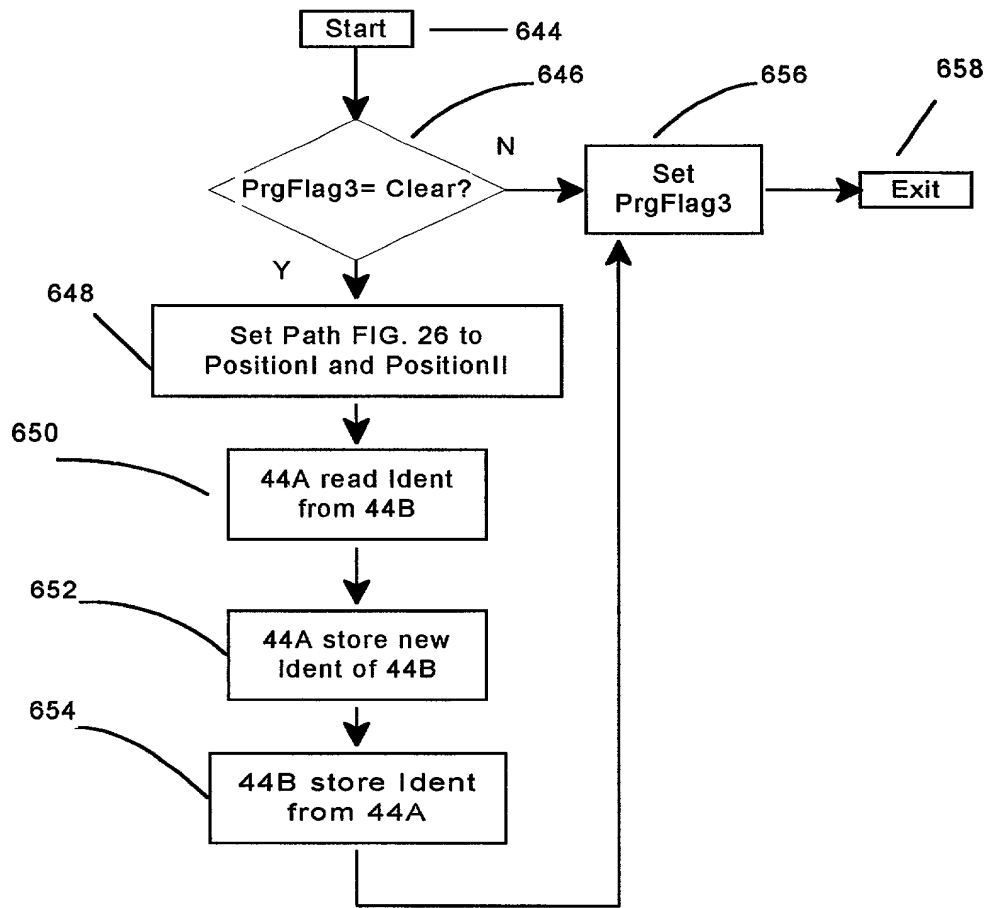 Start
644
646
656
658
N
PrgFlag3= Clear?
Set
PrgFlag3
Exit
Y
648
Set Path FIG. 26 to
PositionI and PositionII
650
44A read Ident
from 44B
652
44A store new
Ident of 44B
654
44B store Ident
from 44A